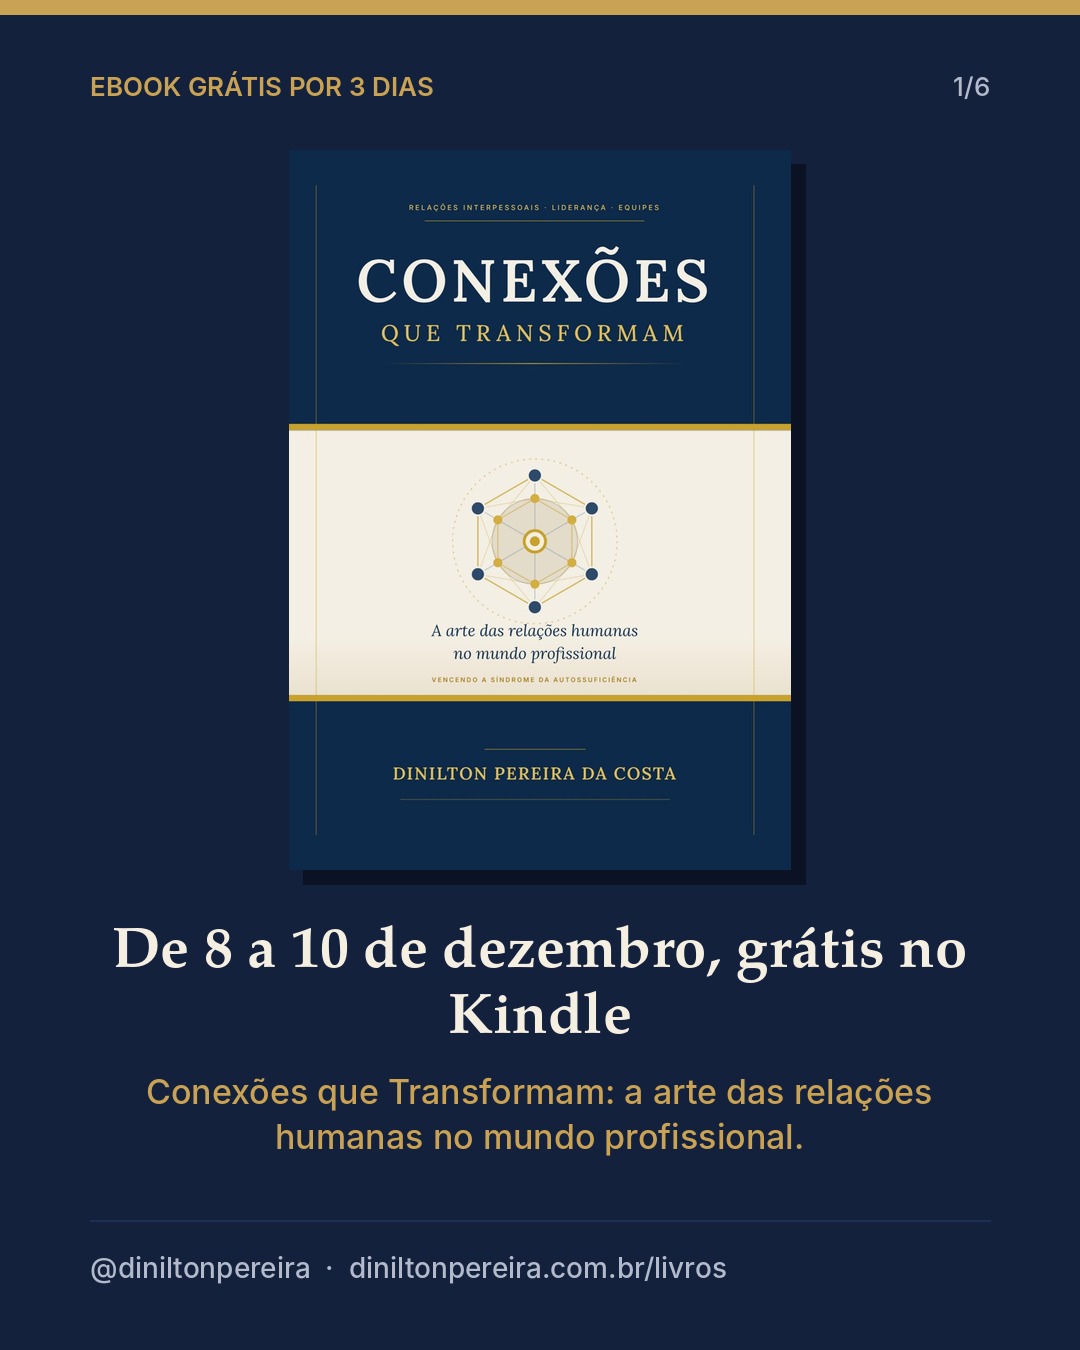 EBOOK GRÁTIS POR 3 DIAS
1/6
RELAÇÕES INTERPESSOAIS · LIDERANÇA · EQUIPES
CONEXÕES
QUE TRANSFORMAM
A arte das relações humanas
no mundo profissional
VENCENDO A SÍNDROME DA AUTOSSUFICIÊNCIA
DINILTON PEREIRA DA COSTA
De 8 a 10 de dezembro, grátis no
Kindle
Conexões que Transformam: a arte das relações
humanas no mundo profissional.
@diniltonpereira · diniltonpereira.com.br/livros